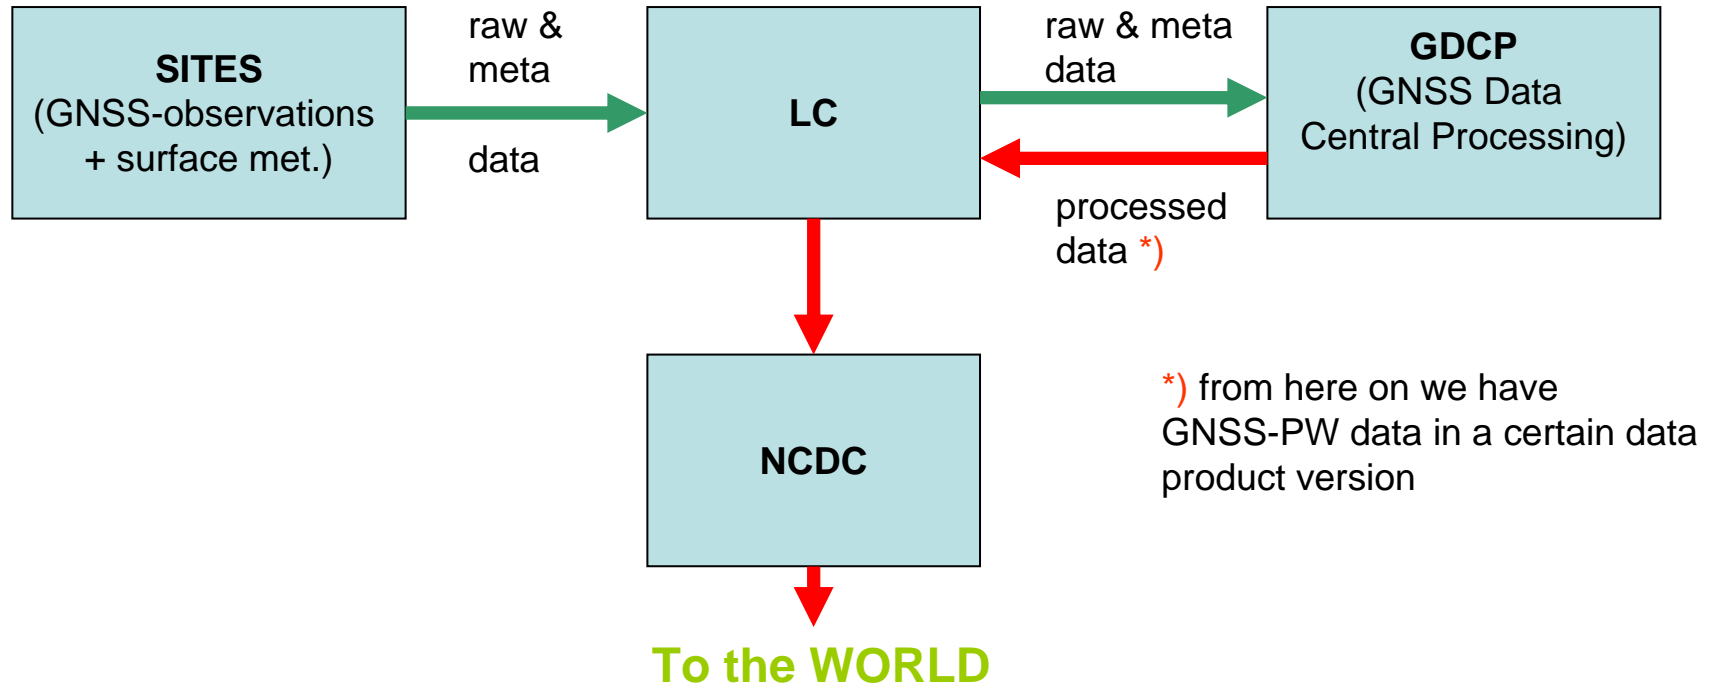 SITES
(GNSS-observations
+ surface met.)
raw &
meta
data
LC
raw & meta
data
GDCP
(GNSS Data
Central Processing)
processed
data *)
NCDC
*) from here on we have
GNSS-PW data in a certain data
product version
To the WORLD